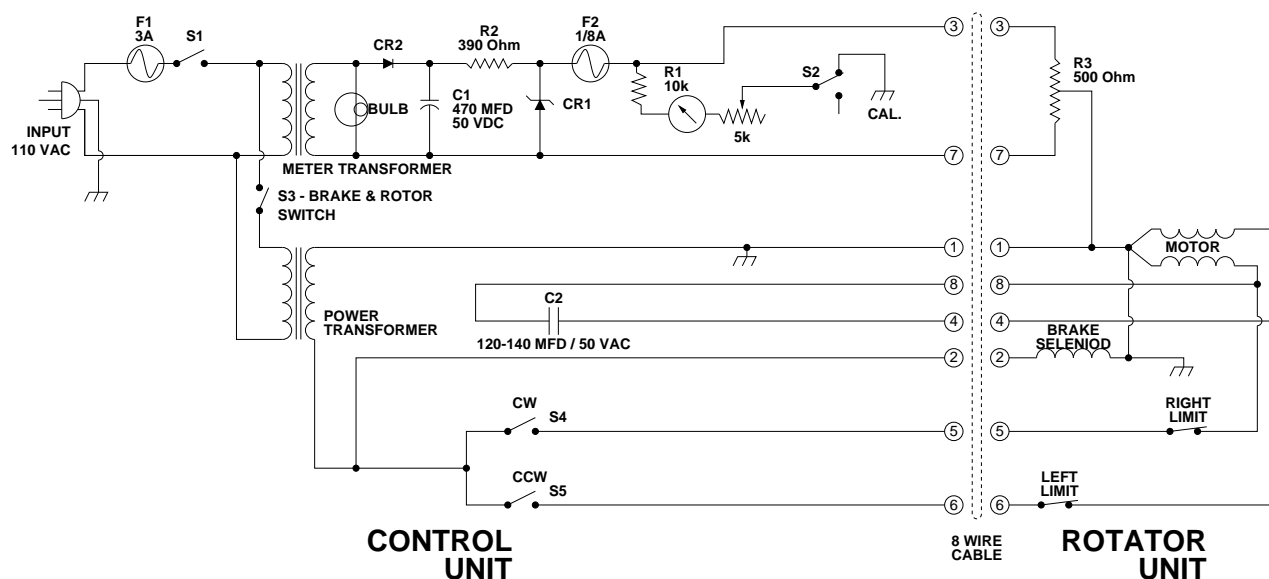 F1
3A
S1
CR2
R2
390 Ohm
F2
1/8A
3
3
R1
10k
S2
R3
500 Ohm
BULB
C1
470 MFD
50 VDC
CR1
CAL.
5k
INPUT
110 VAC
7
7
METER TRANSFORMER
S3 - BRAKE & ROTOR
SWITCH
1
1
MOTOR
8
8
C2
POWER
TRANSFORMER
4
4
120-140 MFD / 50 VAC
BRAKE
SELENIOD
2
2
CW
S4
5
5
RIGHT
LIMIT
CCW
S5
6
6
LEFT
LIMIT
CONTROL
UNIT
8 WIRE
CABLE
ROTATOR
UNIT